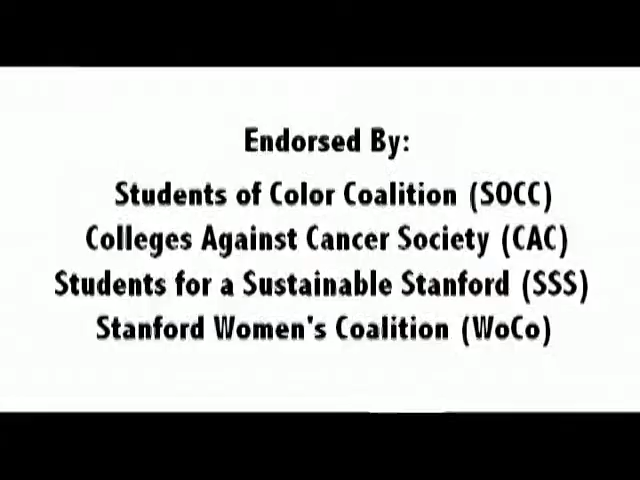 Endorsed By:
Students of Color Coalition (SOCC)
Colleges Against Cancer Society (CAC)
Students for a Sustainable Stanford (SSS)
Stanford Women's Coalition (WoCo)